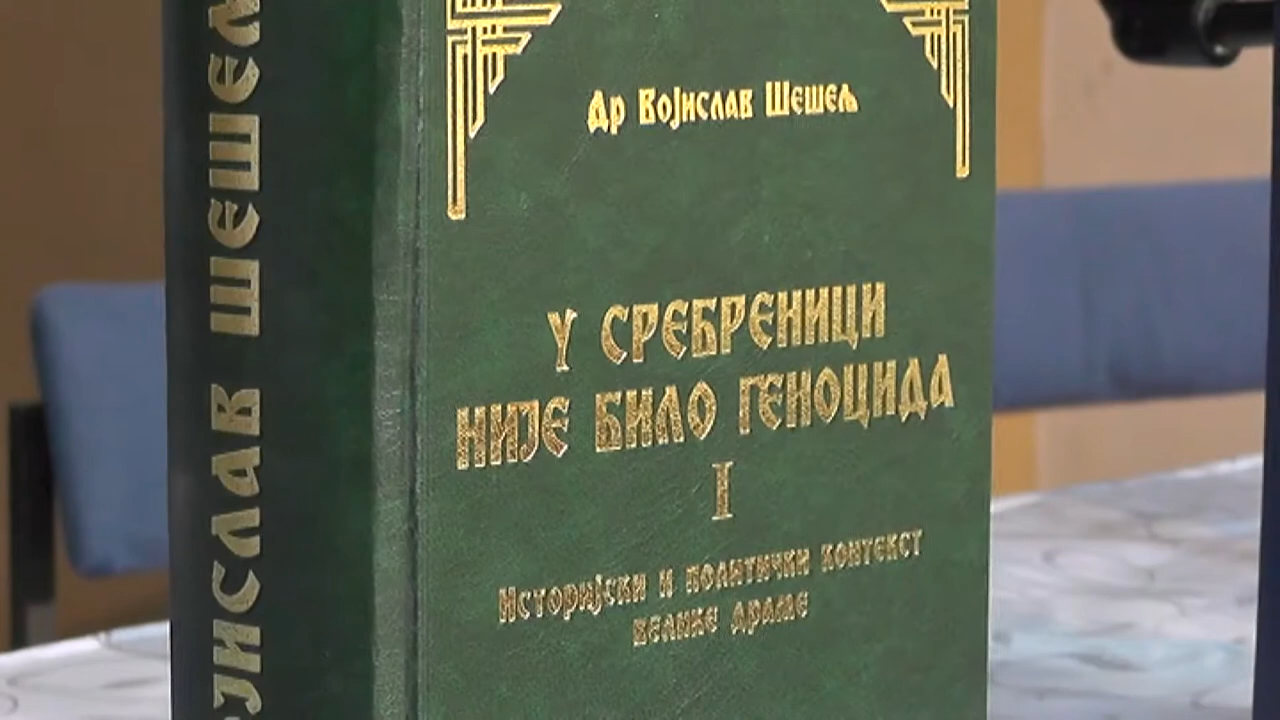 ЈИСЛАВ ШЕШЕЉ
Др Војислав Шешељ
У СРЕБРЕНИЦИ
НИЈЕ БИЛО ГЕНОЦИДА
I
Историјски и политички контекст
велике драме